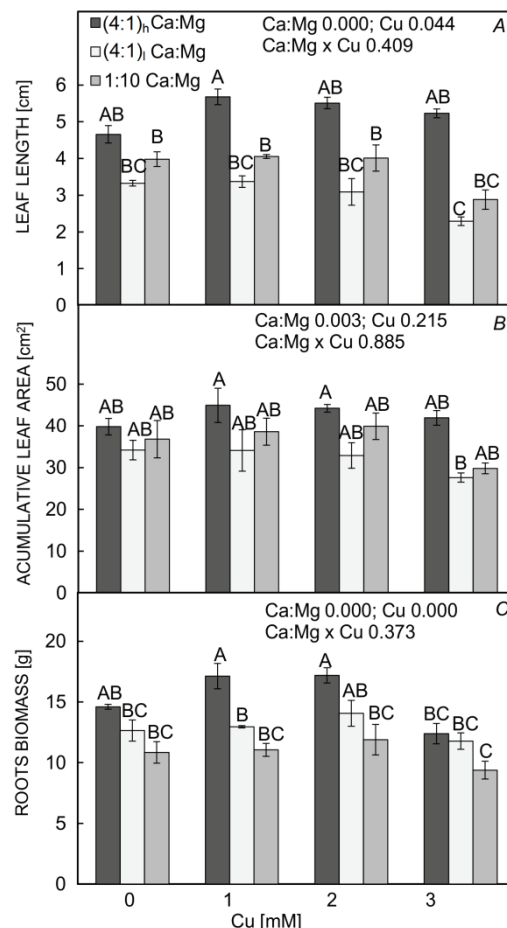 Ca:Mg 0.000; Cu 0.044
Ca:Mg x Cu 0.409
A
(4:1)h Ca:Mg
(4:1)l Ca:Mg
1:10 Ca:Mg
LEAF LENGTH [cm]
6
5
4
3
2
1
0
AB
BC
B
A
BC
B
AB
BC
B
AB
C
BC
Ca:Mg 0.003; Cu 0.215
Ca:Mg x Cu 0.885
B
ACUMULATIVE LEAF AREA [cm²]
50
40
30
20
10
0
AB
AB
AB
A
AB
AB
A
AB
AB
AB
B
AB
Ca:Mg 0.000; Cu 0.000
Ca:Mg x Cu 0.373
C
ROOTS BIOMASS [g]
20
15
10
5
0
AB
BC
BC
A
B
BC
A
AB
BC
BC
BC
C
0 1 2 3
Cu [mM]